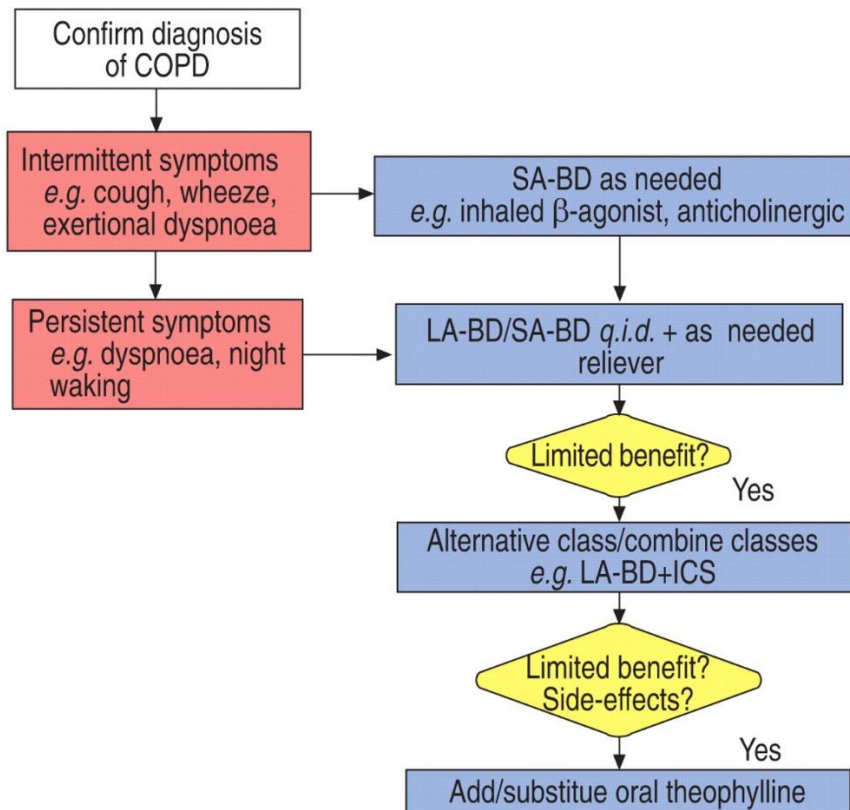 Confirm diagnosis
of COPD
Intermittent symptoms
e.g. cough, wheeze,
exertional dyspnoea
SA-BD as needed
e.g. inhaled β-agonist, anticholinergic
Persistent symptoms
e.g. dyspnoea, night
waking
LA-BD/SA-BD q.i.d. + as needed
reliever
Limited benefit?
Yes
Alternative class/combine classes
e.g. LA-BD+ICS
Limited benefit?
Side-effects?
Yes
Add/substitue oral theophylline